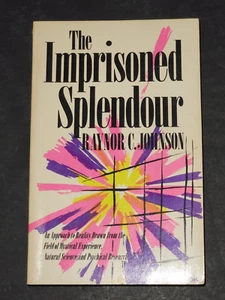 The
Imprisoned
Splendour
RAYNOR C. JOHNSON
An Approach to Reality Drawn from the
Field of Mystical Experience,
Natural Science and Psychical Research